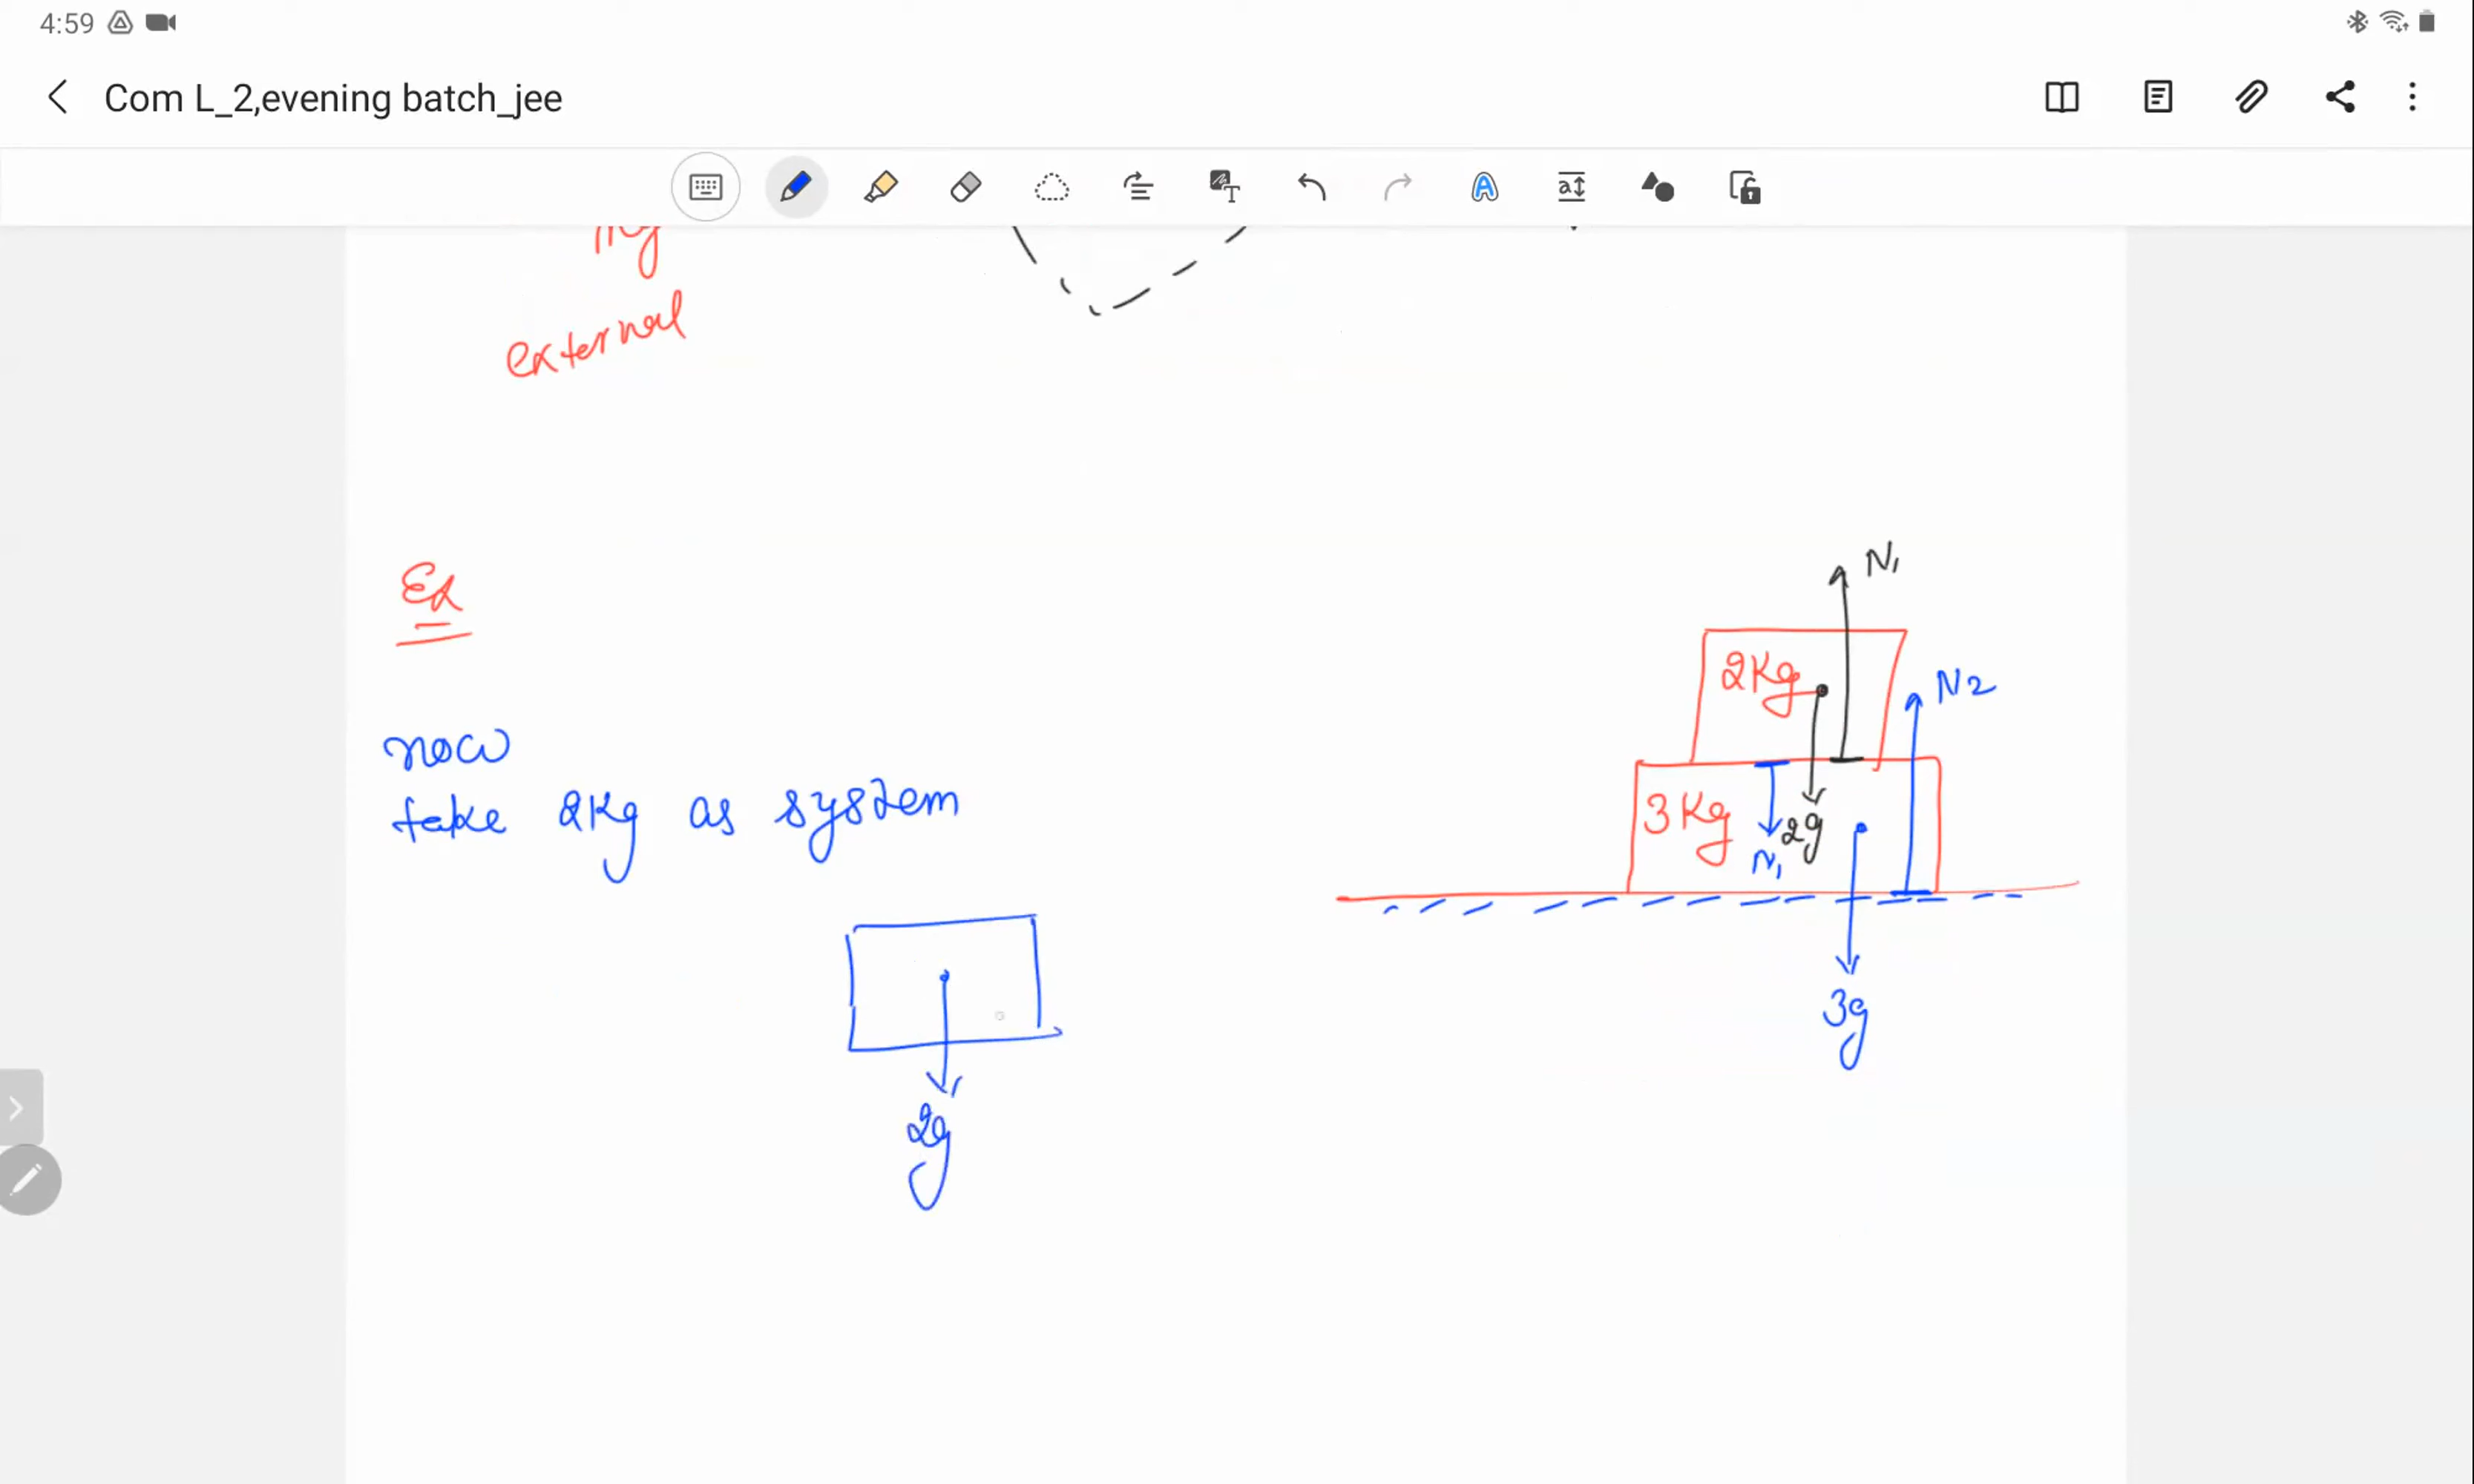 4:59
Com L_2,evening batch_jee
external
Ex
now
take 2Kg as system
2g
N1
2Kg
N2
3Kg
2g
N1
3g